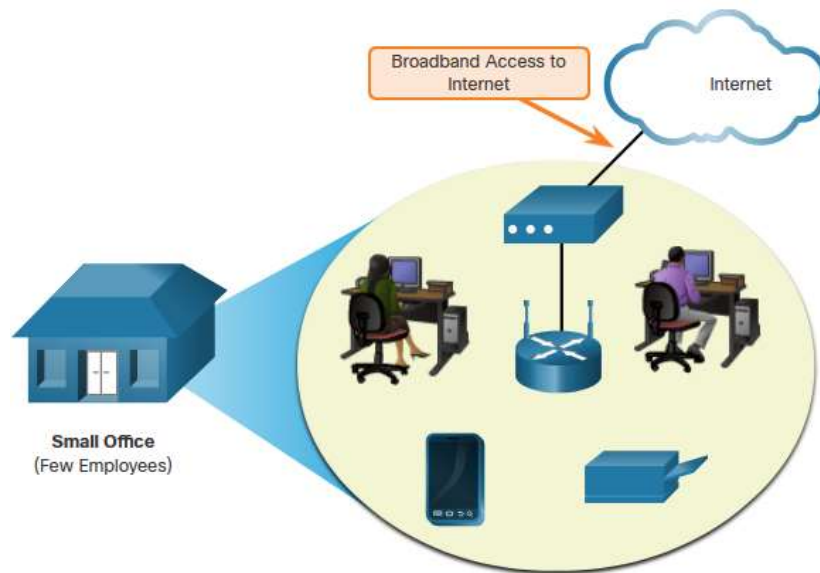 Broadband Access to
Internet
Internet
Small Office
(Few Employees)